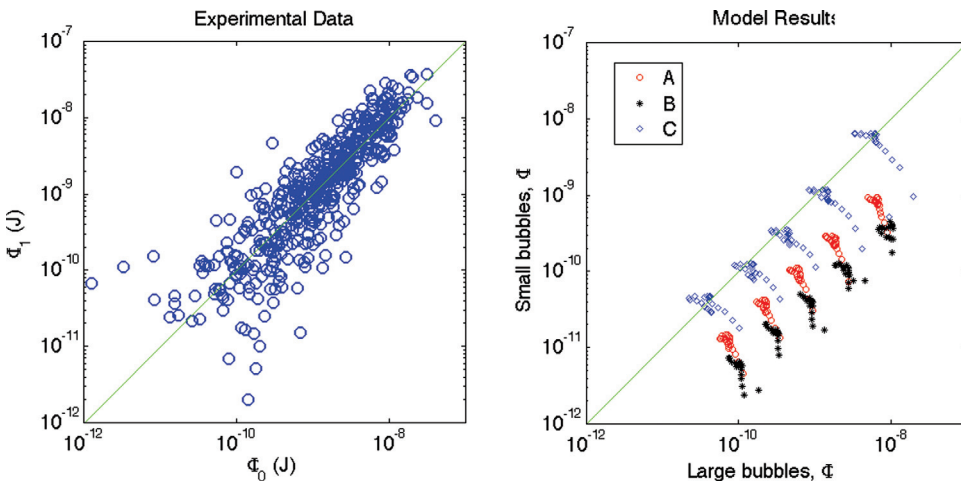 Experimental Data
10⁻⁷
10⁻⁸
10⁻⁹
10⁻¹⁰
10⁻¹¹
10⁻¹²
Φ₁ (J)
10⁻¹²
10⁻¹⁰
10⁻⁸
Φ₀ (J)
Model Results
10⁻⁷
10⁻⁸
10⁻⁹
10⁻¹⁰
10⁻¹¹
10⁻¹²
Small bubbles, Φ
A
B
C
10⁻¹²
10⁻¹⁰
10⁻⁸
Large bubbles, Φ